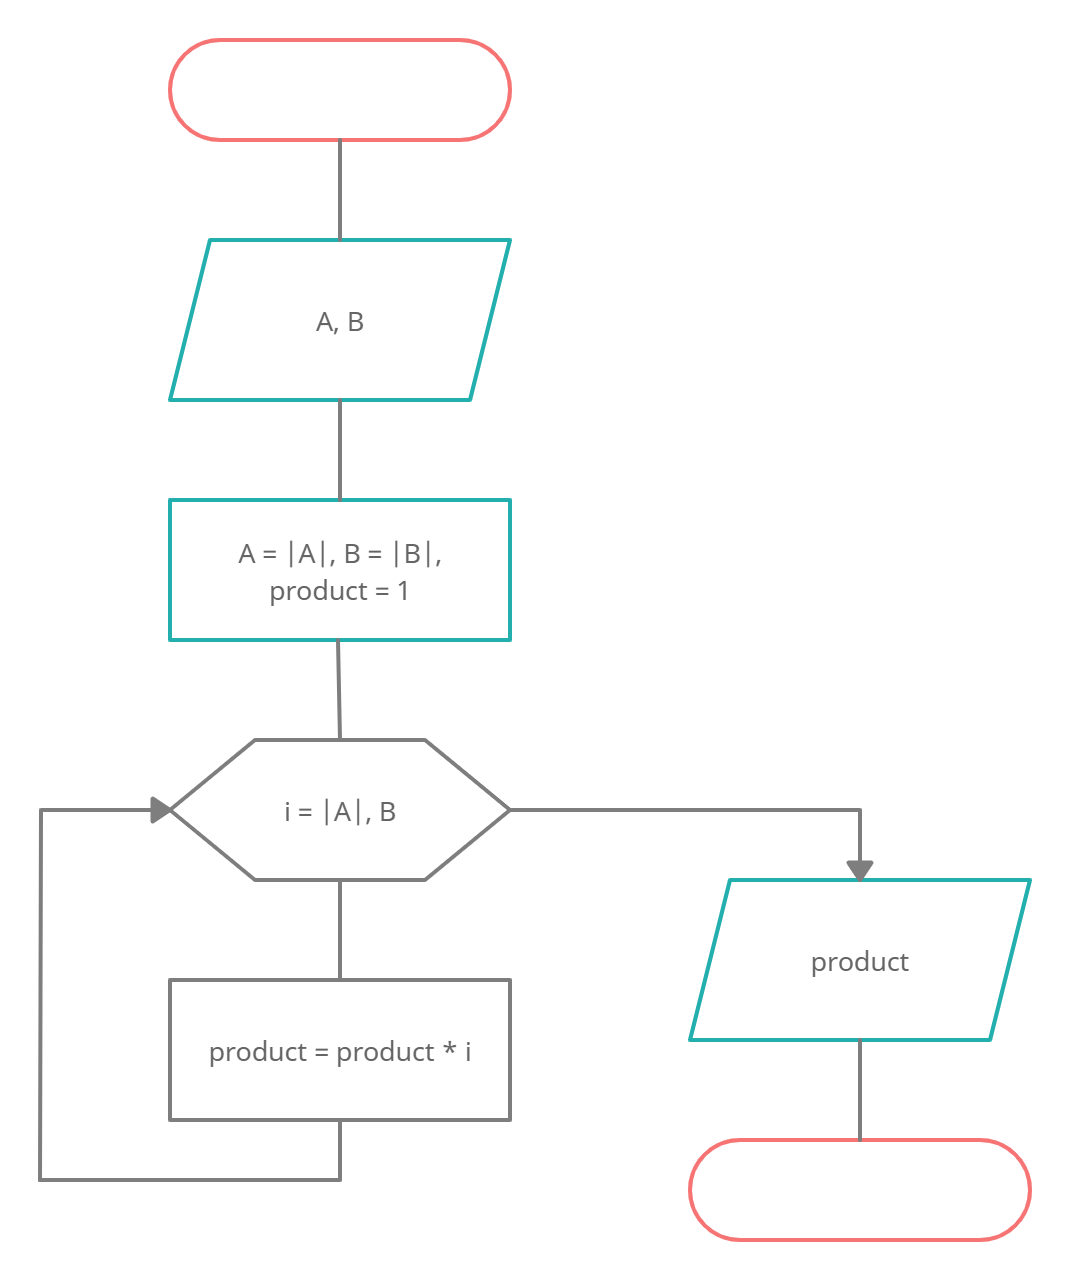 A, B
A = |A|, B = |B|,
product = 1
i = |A|, B
product = product * i
product